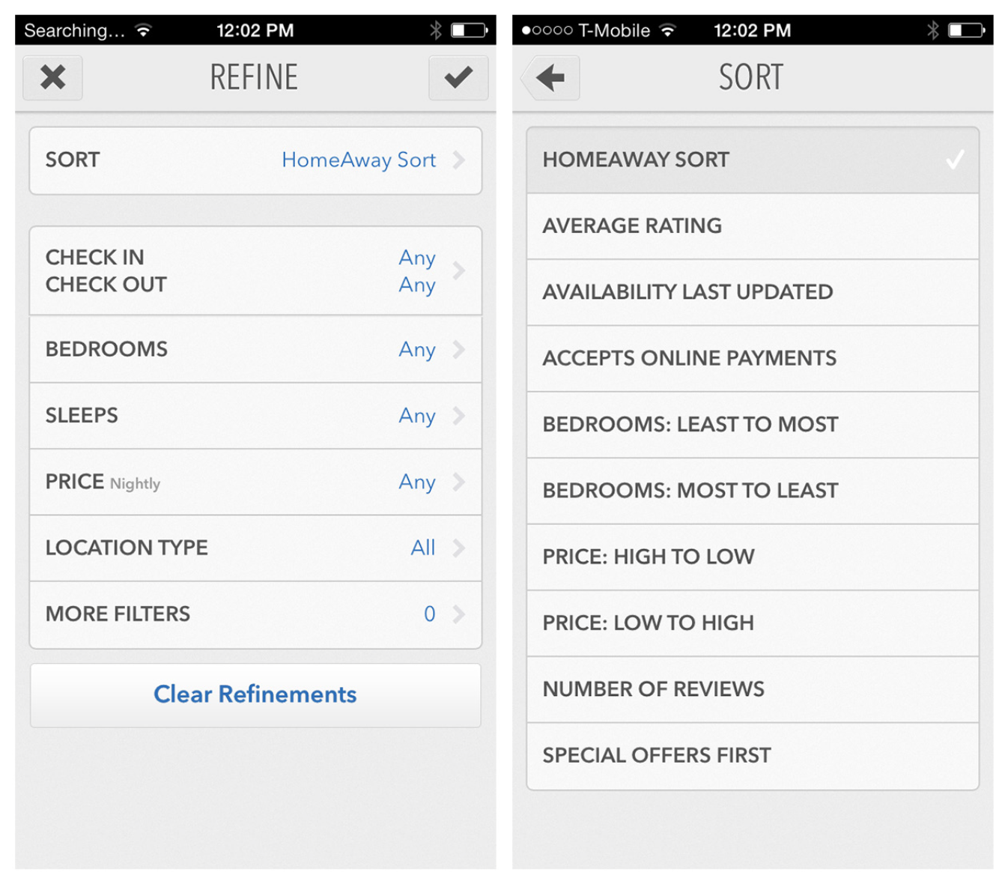 Searching... 12:02 PM
REFINE
SORT HomeAway Sort
CHECK IN Any
CHECK OUT Any
BEDROOMS Any
SLEEPS Any
PRICE Nightly Any
LOCATION TYPE All
MORE FILTERS 0
Clear Refinements
T-Mobile 12:02 PM
SORT
HOMEAWAY SORT
AVERAGE RATING
AVAILABILITY LAST UPDATED
ACCEPTS ONLINE PAYMENTS
BEDROOMS: LEAST TO MOST
BEDROOMS: MOST TO LEAST
PRICE: HIGH TO LOW
PRICE: LOW TO HIGH
NUMBER OF REVIEWS
SPECIAL OFFERS FIRST